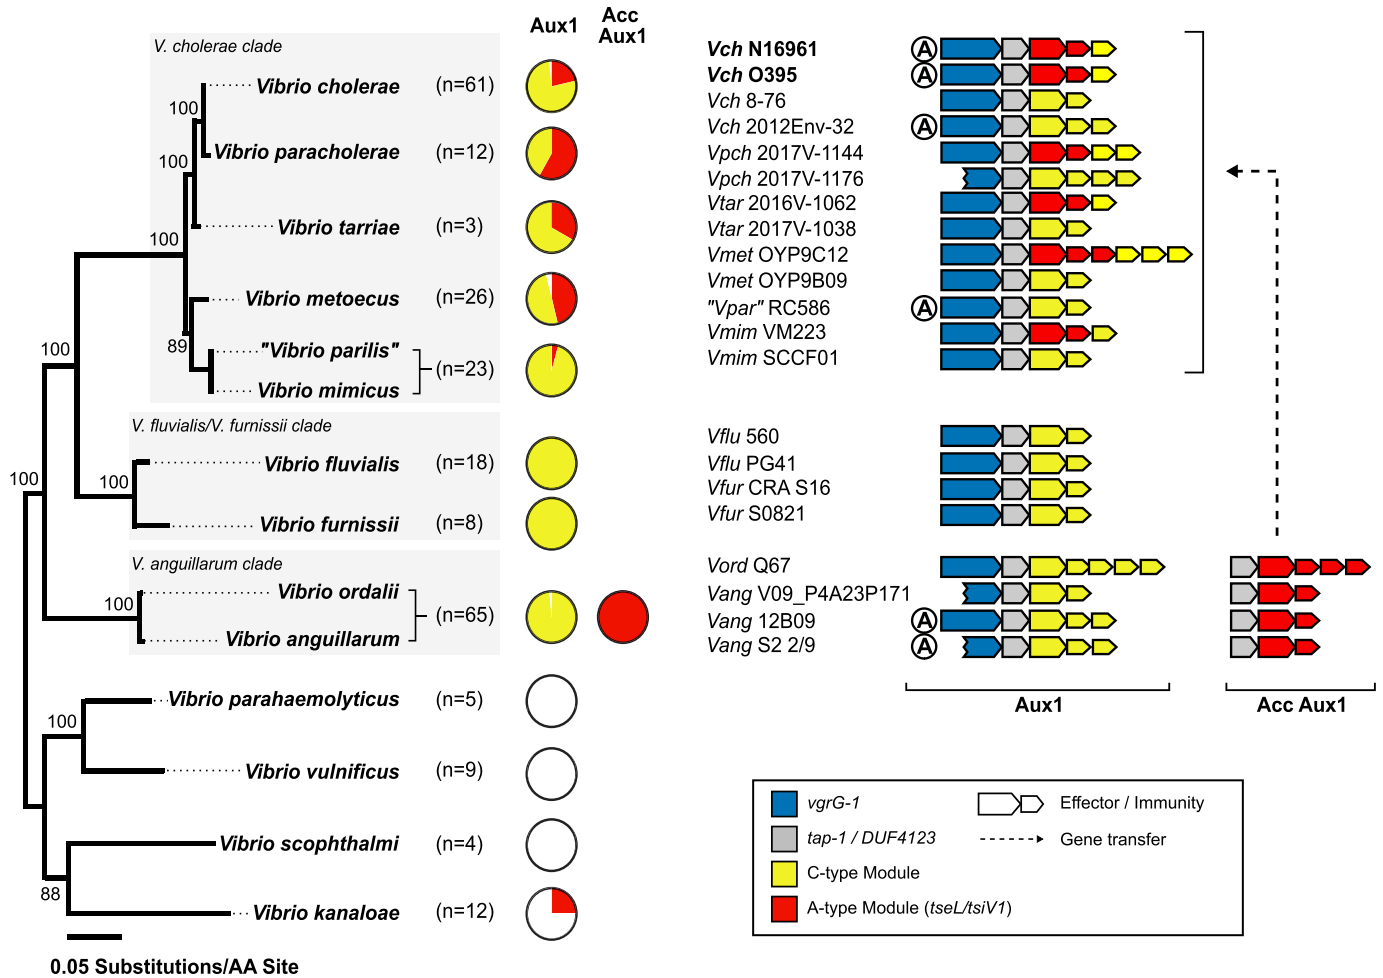 Aux1
Acc
Aux1
V. cholerae clade
Vibrio cholerae (n=61)
100
Vibrio paracholerae (n=12)
100
Vibrio tarriae (n=3)
100
Vibrio metoecus (n=26)
89
"Vibrio parilis"
(n=23)
Vibrio mimicus
100
V. fluvialis/V. furnissii clade
Vibrio fluvialis (n=18)
100
100
Vibrio furnissii (n=8)
V. anguillarum clade
Vibrio ordalii
100
(n=65)
Vibrio anguillarum
Vibrio parahaemolyticus (n=5)
100
Vibrio vulnificus (n=9)
Vibrio scophthalmi (n=4)
88
Vibrio kanaloae (n=12)
0.05 Substitutions/AA Site
Vch N16961 A
Vch O395 A
Vch 8-76
Vch 2012Env-32 A
Vpch 2017V-1144
Vpch 2017V-1176
Vtar 2016V-1062
Vtar 2017V-1038
Vmet OYP9C12
Vmet OYP9B09
"Vpar" RC586 A
Vmim VM223
Vmim SCCF01
Vflu 560
Vflu PG41
Vfur CRA S16
Vfur S0821
Vord Q67
Vang V09_P4A23P171
Vang 12B09 A
Vang S2 2/9 A
Aux1
Acc Aux1
vgrG-1
tap-1 / DUF4123
C-type Module
A-type Module (tseL/tsiV1)
Effector / Immunity
Gene transfer